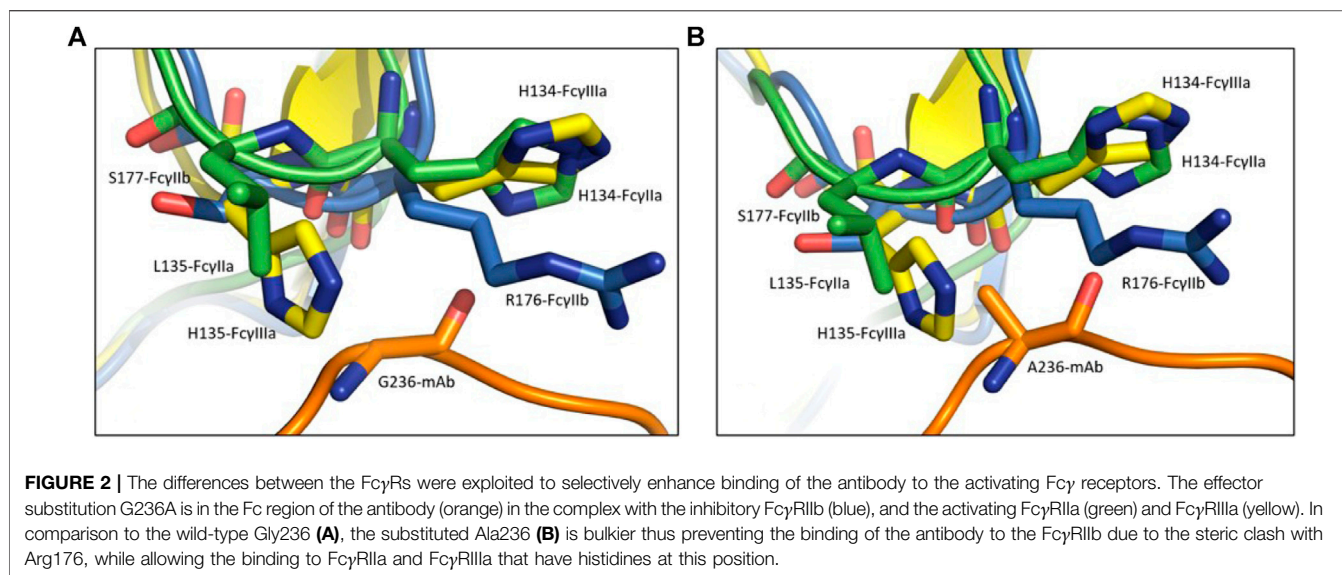 A
H134-FcγIIIa
S177-FcγIIb
H134-FcγIIa
L135-FcγIIa
R176-FcγIIb
H135-FcγIIIa
G236-mAb
B
H134-FcγIIIa
H134-FcγIIa
S177-FcγIIb
L135-FcγIIa
R176-FcγIIb
H135-FcγIIIa
A236-mAb
FIGURE 2 | The differences between the FcγRs were exploited to selectively enhance binding of the antibody to the activating Fcγ receptors. The effector
substitution G236A is in the Fc region of the antibody (orange) in the complex with the inhibitory FcγRIIb (blue), and the activating FcγRIIa (green) and FcγRIIIa (yellow). In
comparison to the wild-type Gly236 (A), the substituted Ala236 (B) is bulkier thus preventing the binding of the antibody to the FcγRIIb due to the steric clash with
Arg176, while allowing the binding to FcγRIIa and FcγRIIIa that have histidines at this position.